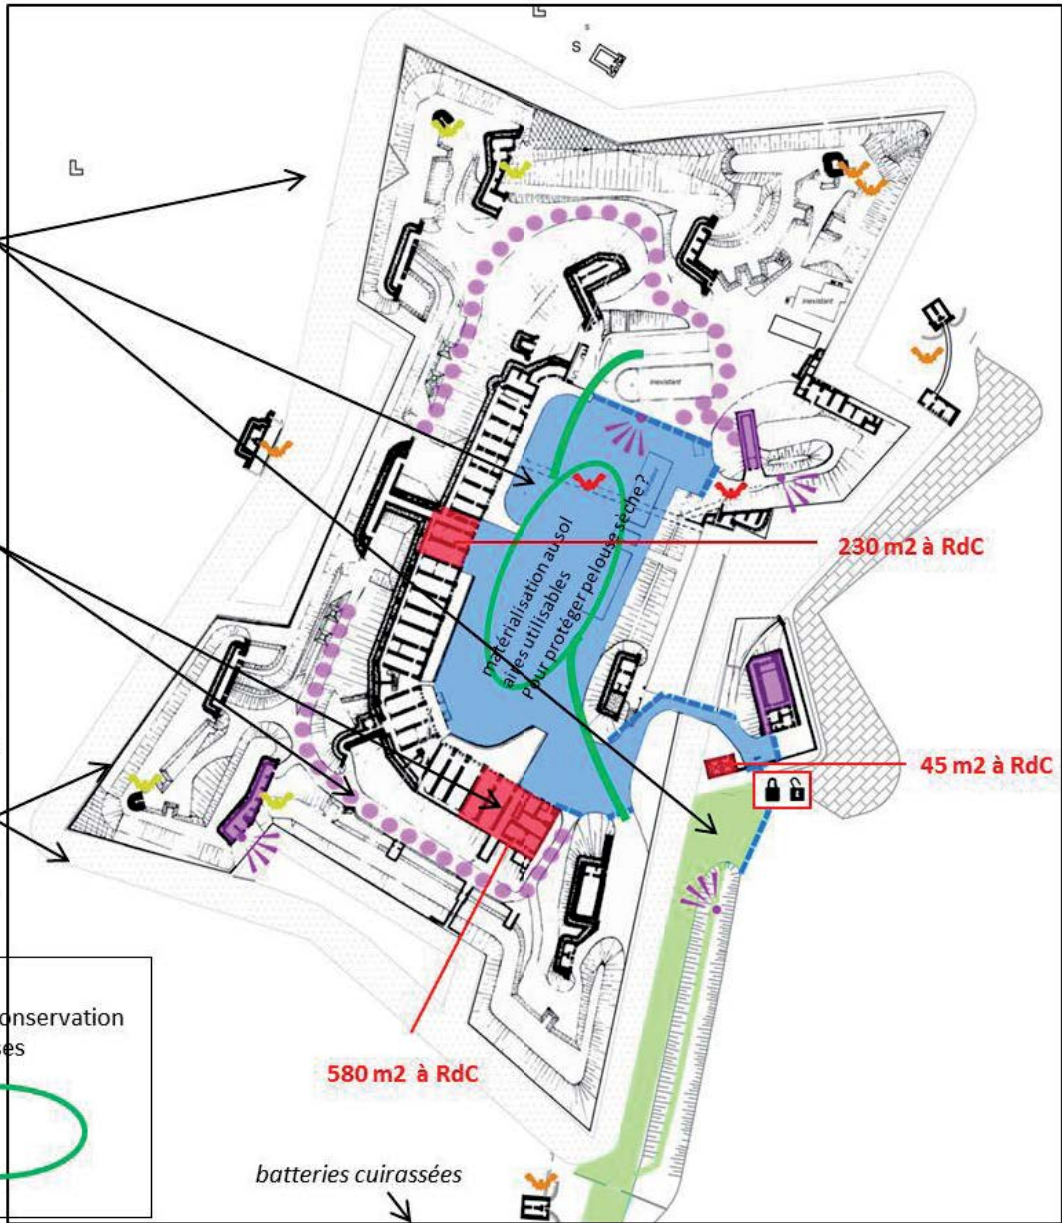 S
s
inexistant
inexistant
matérialisation au sol
aires utilisables
pour protéger pelouse sèche ?
230 m2 à RdC
45 m2 à RdC
580 m2 à RdC
onservation
ses
batteries cuirassées